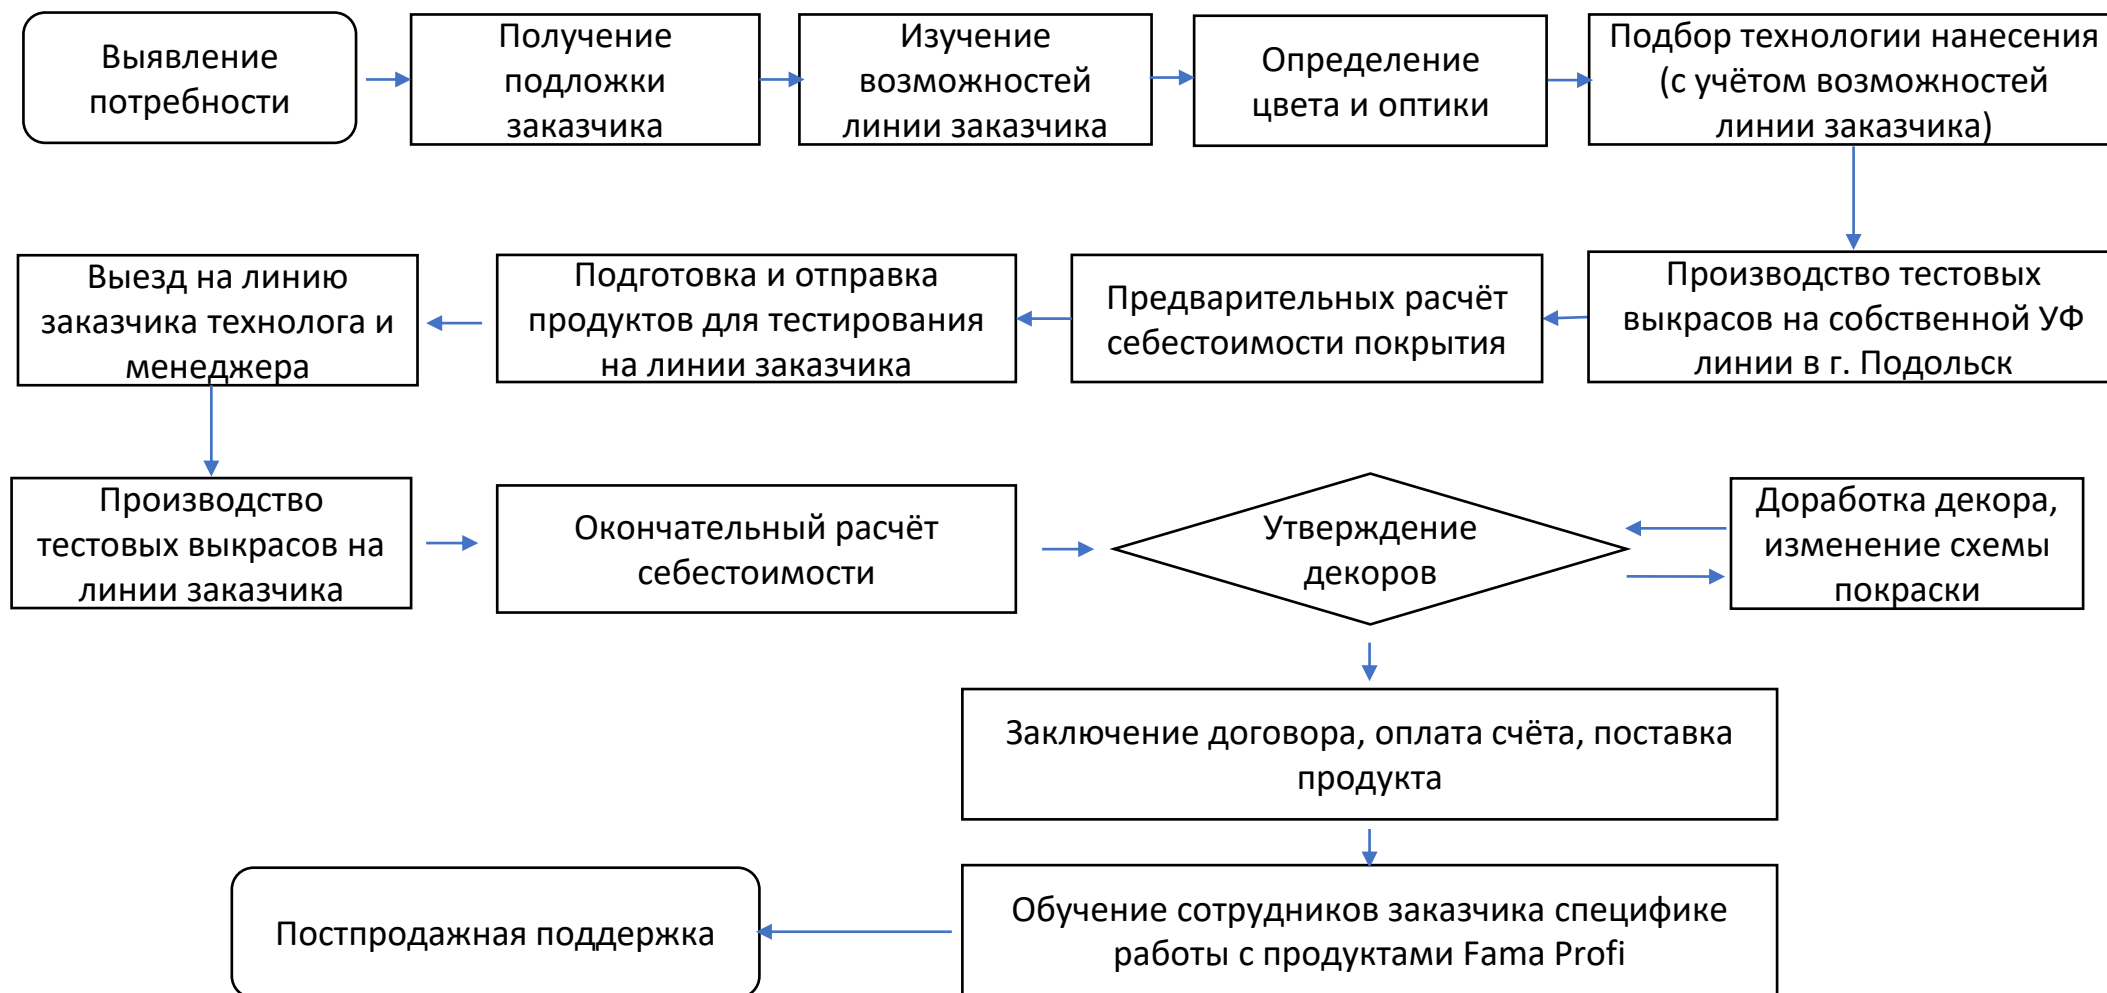 Выявление
потребности
Получение
подложки
заказчика
Изучение
возможностей
линии заказчика
Определение
цвета и оптики
Подбор технологии нанесения
(с учётом возможностей
линии заказчика)
Производство тестовых
выкрасов на собственной УФ
линии в г. Подольск
Предварительных расчёт
себестоимости покрытия
Подготовка и отправка
продуктов для тестирования
на линии заказчика
Выезд на линию
заказчика технолога и
менеджера
Производство
тестовых выкрасов на
линии заказчика
Окончательный расчёт
себестоимости
Утверждение
декоров
Доработка декора,
изменение схемы
покраски
Заключение договора, оплата счёта, поставка
продукта
Обучение сотрудников заказчика специфике
работы с продуктами Fama Profi
Постпродажная поддержка